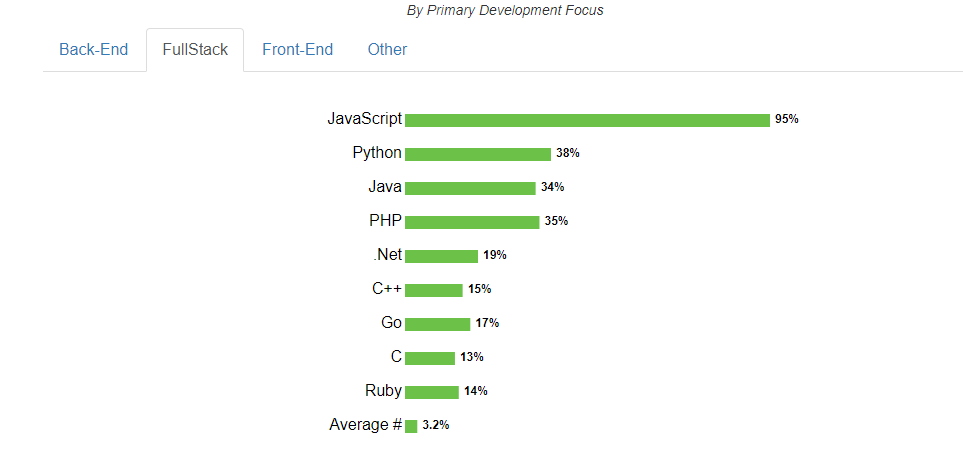 By Primary Development Focus
Back-End FullStack Front-End Other
JavaScript 95%
Python 38%
Java 34%
PHP 35%
.Net 19%
C++ 15%
Go 17%
C 13%
Ruby 14%
Average # 3.2%